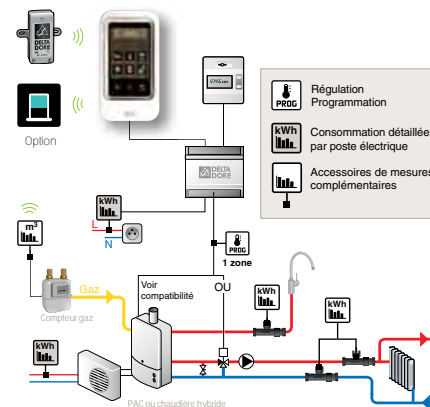 DELTA DORE
Option
Régulation
Programmation
PROG
kWh
Consommation détaillée
par poste électrique
Accessoires de mesures
complémentaires
DELTA DORE
kWh
L
N
PROG
1 zone
m³
Gaz
Compteur gaz
Voir
compatibilité
OU
kWh
kWh
kWh
PAC ou chaudière hybride